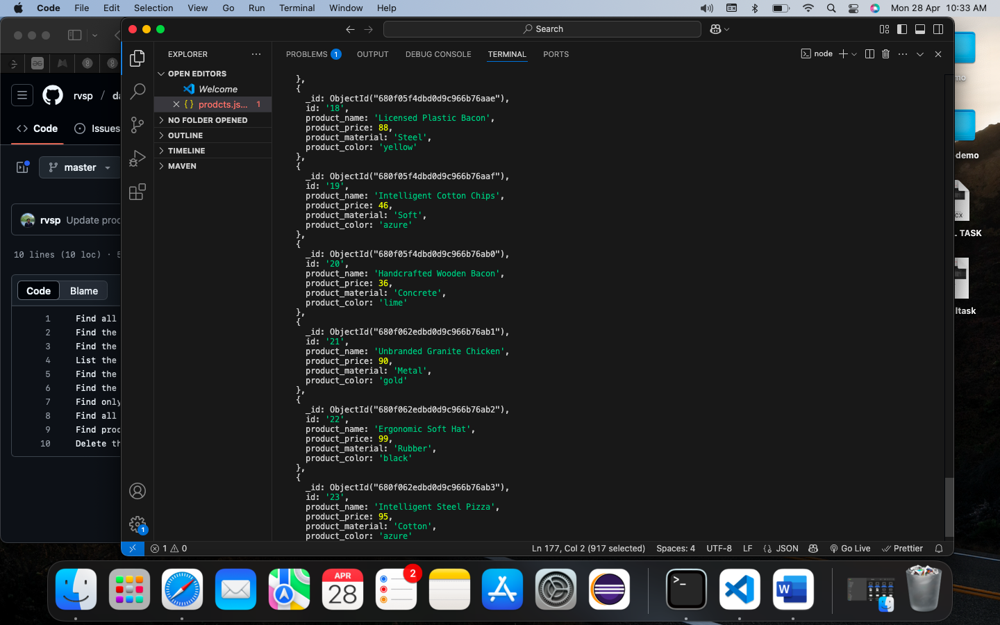 Code File Edit Selection View Go Run Terminal Window Help Mon 28 Apr 10:33 AM
Search
EXPLORER
OPEN EDITORS
Welcome
prodcts.js... 1
NO FOLDER OPENED
OUTLINE
TIMELINE
MAVEN
PROBLEMS 1 OUTPUT DEBUG CONSOLE TERMINAL PORTS
node
},
{
_id: ObjectId("680f05f4dbd0d9c966b76aae"),
id: '18',
product_name: 'Licensed Plastic Bacon',
product_price: 88,
product_material: 'Steel',
product_color: 'yellow'
},
{
_id: ObjectId("680f05f4dbd0d9c966b76aaf"),
id: '19',
product_name: 'Intelligent Cotton Chips',
product_price: 46,
product_material: 'Soft',
product_color: 'azure'
},
{
_id: ObjectId("680f05f4dbd0d9c966b76ab0"),
id: '20',
product_name: 'Handcrafted Wooden Bacon',
product_price: 36,
product_material: 'Concrete',
product_color: 'lime'
},
{
_id: ObjectId("680f062edbd0d9c966b76ab1"),
id: '21',
product_name: 'Unbranded Granite Chicken',
product_price: 90,
product_material: 'Metal',
product_color: 'gold'
},
{
_id: ObjectId("680f062edbd0d9c966b76ab2"),
id: '22',
product_name: 'Ergonomic Soft Hat',
product_price: 99,
product_material: 'Rubber',
product_color: 'black'
},
{
_id: ObjectId("680f062edbd0d9c966b76ab3"),
id: '23',
product_name: 'Intelligent Steel Pizza',
product_price: 95,
product_material: 'Cotton',
product_color: 'azure'
1
1 0 Ln 177, Col 2 (917 selected) Spaces: 4 UTF-8 LF JSON Go Live Prettier
rvsp / da
Code Issues
master
rvsp Update proc
10 lines (10 loc) ·
Code Blame
1 Find all
2 Find the
3 Find the
4 List the
5 Find the
6 Find the
7 Find only
8 Find all
9 Find proc
10 Delete th
mo
demo
CX
. TASK
ltask
APR
28
2
>_
W